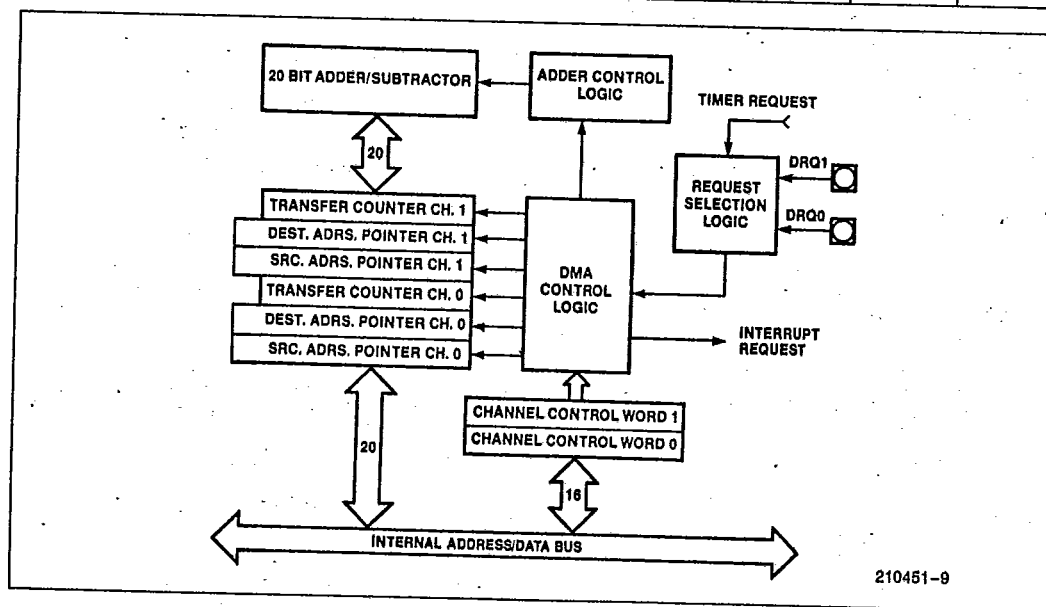 20 BIT ADDER/SUBTRACTOR
ADDER CONTROL
LOGIC
TIMER REQUEST
20
DRQ1
REQUEST
SELECTION
LOGIC
DRQ0
TRANSFER COUNTER CH. 1
DEST. ADRS. POINTER CH. 1
SRC. ADRS. POINTER CH. 1
TRANSFER COUNTER CH. 0
DEST. ADRS. POINTER CH. 0
SRC. ADRS. POINTER CH. 0
DMA
CONTROL
LOGIC
INTERRUPT
REQUEST
CHANNEL CONTROL WORD 1
CHANNEL CONTROL WORD 0
20
16
INTERNAL ADDRESS/DATA BUS
210451-9